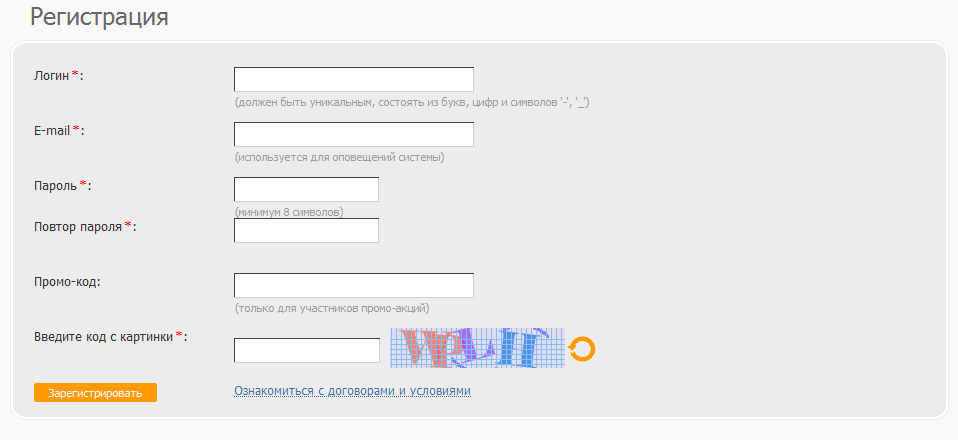 Регистрация
Логин*:
(должен быть уникальным, состоять из букв, цифр и символов '-', '_')
E-mail*:
(используется для оповещений системы)
Пароль*:
(минимум 8 символов)
Повтор пароля*:
Промо-код:
(только для участников промо-акций)
Введите код с картинки*:
Зарегистрировать
Ознакомиться с договорами и условиями